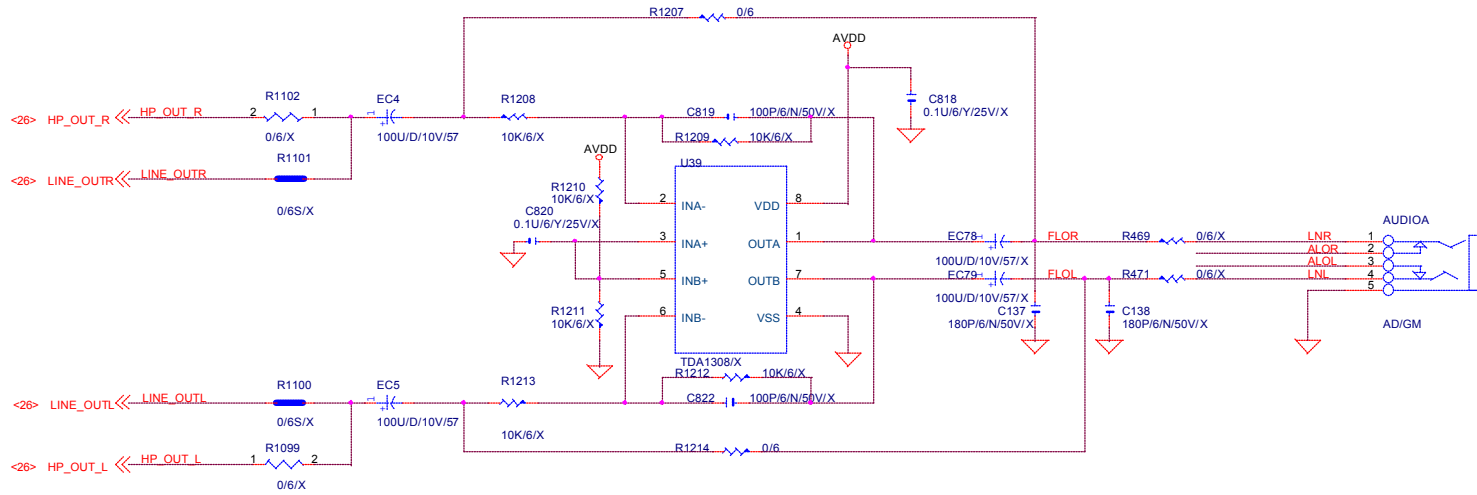 R1207 0/6
AVDD
R1102
EC4
R1208
C819 100P/6/N/50V/X
C818
0.1U/6/Y/25V/X
<26> HP_OUT_R HP_OUT_R 2 1
1
0/6/X
100U/D/10V/57
10K/6/X
R1209 10K/6/X
R1101
AVDD
U39
<26> LINE_OUTR LINE_OUTR
0/6S/X
R1210
10K/6/X
2 INA- VDD 8
C820
0.1U/6/Y/25V/X
AUDIOA
3 INA+ OUTA 1
EC78 1 FLOR R469 0/6/X LNR 1
ALOR 2
100U/D/10V/57/X
ALOL 3
5 INB+ OUTB 7
EC79 1 FLOL R471 0/6/X LNL 4
100U/D/10V/57/X
5
R1211
10K/6/X
6 INB- VSS 4
C137
180P/6/N/50V/X
C138
180P/6/N/50V/X
AD/GM
TDA1308/X
R1212 10K/6/X
R1100
EC5
R1213
C822 100P/6/N/50V/X
<26> LINE_OUTL LINE_OUTL
1
0/6S/X
100U/D/10V/57
10K/6/X
R1099
R1214 0/6
<26> HP_OUT_L HP_OUT_L 1 2
0/6/X